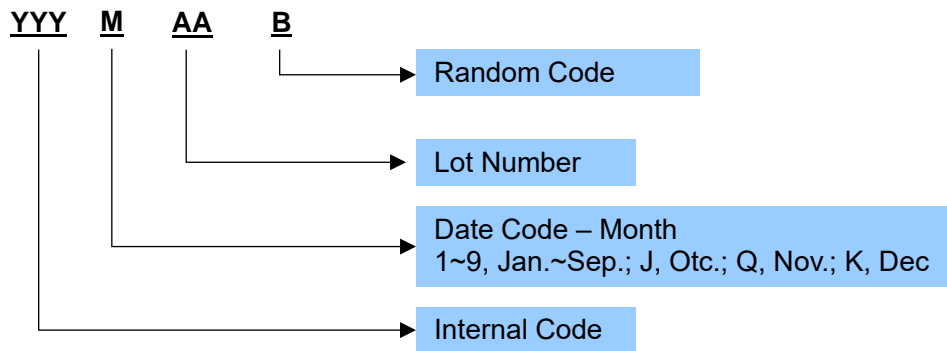 YYY M AA B
Random Code
Lot Number
Date Code – Month
1~9, Jan.~Sep.; J, Otc.; Q, Nov.; K, Dec
Internal Code